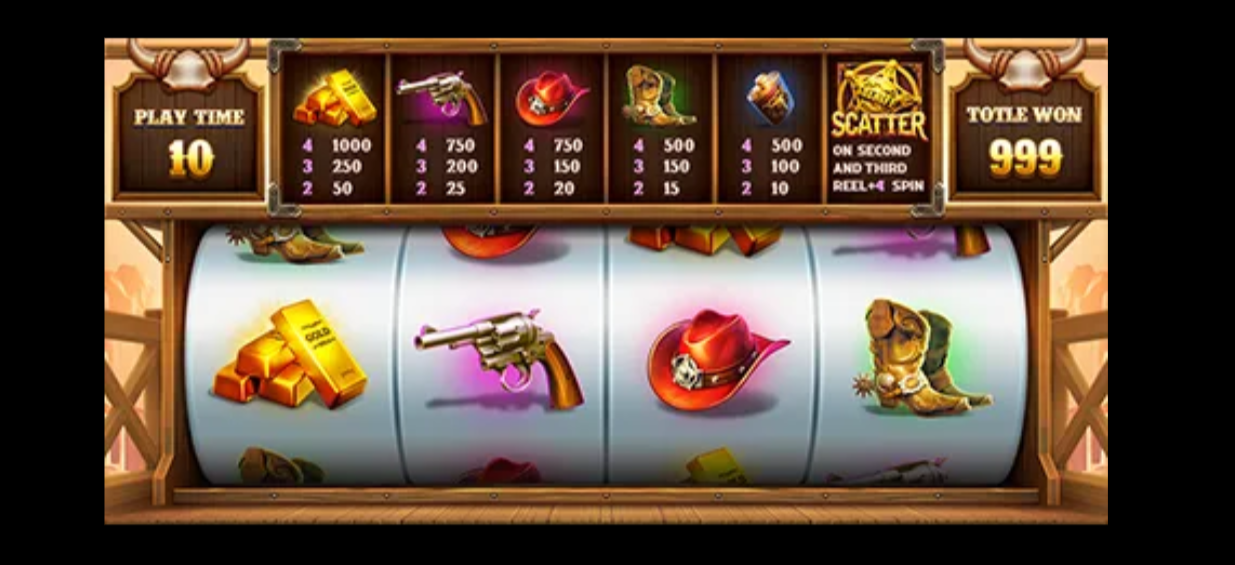 PLAY TIME
10
4 1000
3 250
2 50
4 750
3 200
2 25
4 750
3 150
2 20
4 500
3 150
2 15
4 500
3 100
2 10
SCATTER
ON SECOND
AND THIRD
REEL+4 SPIN
TOTLE WON
999
GOLD